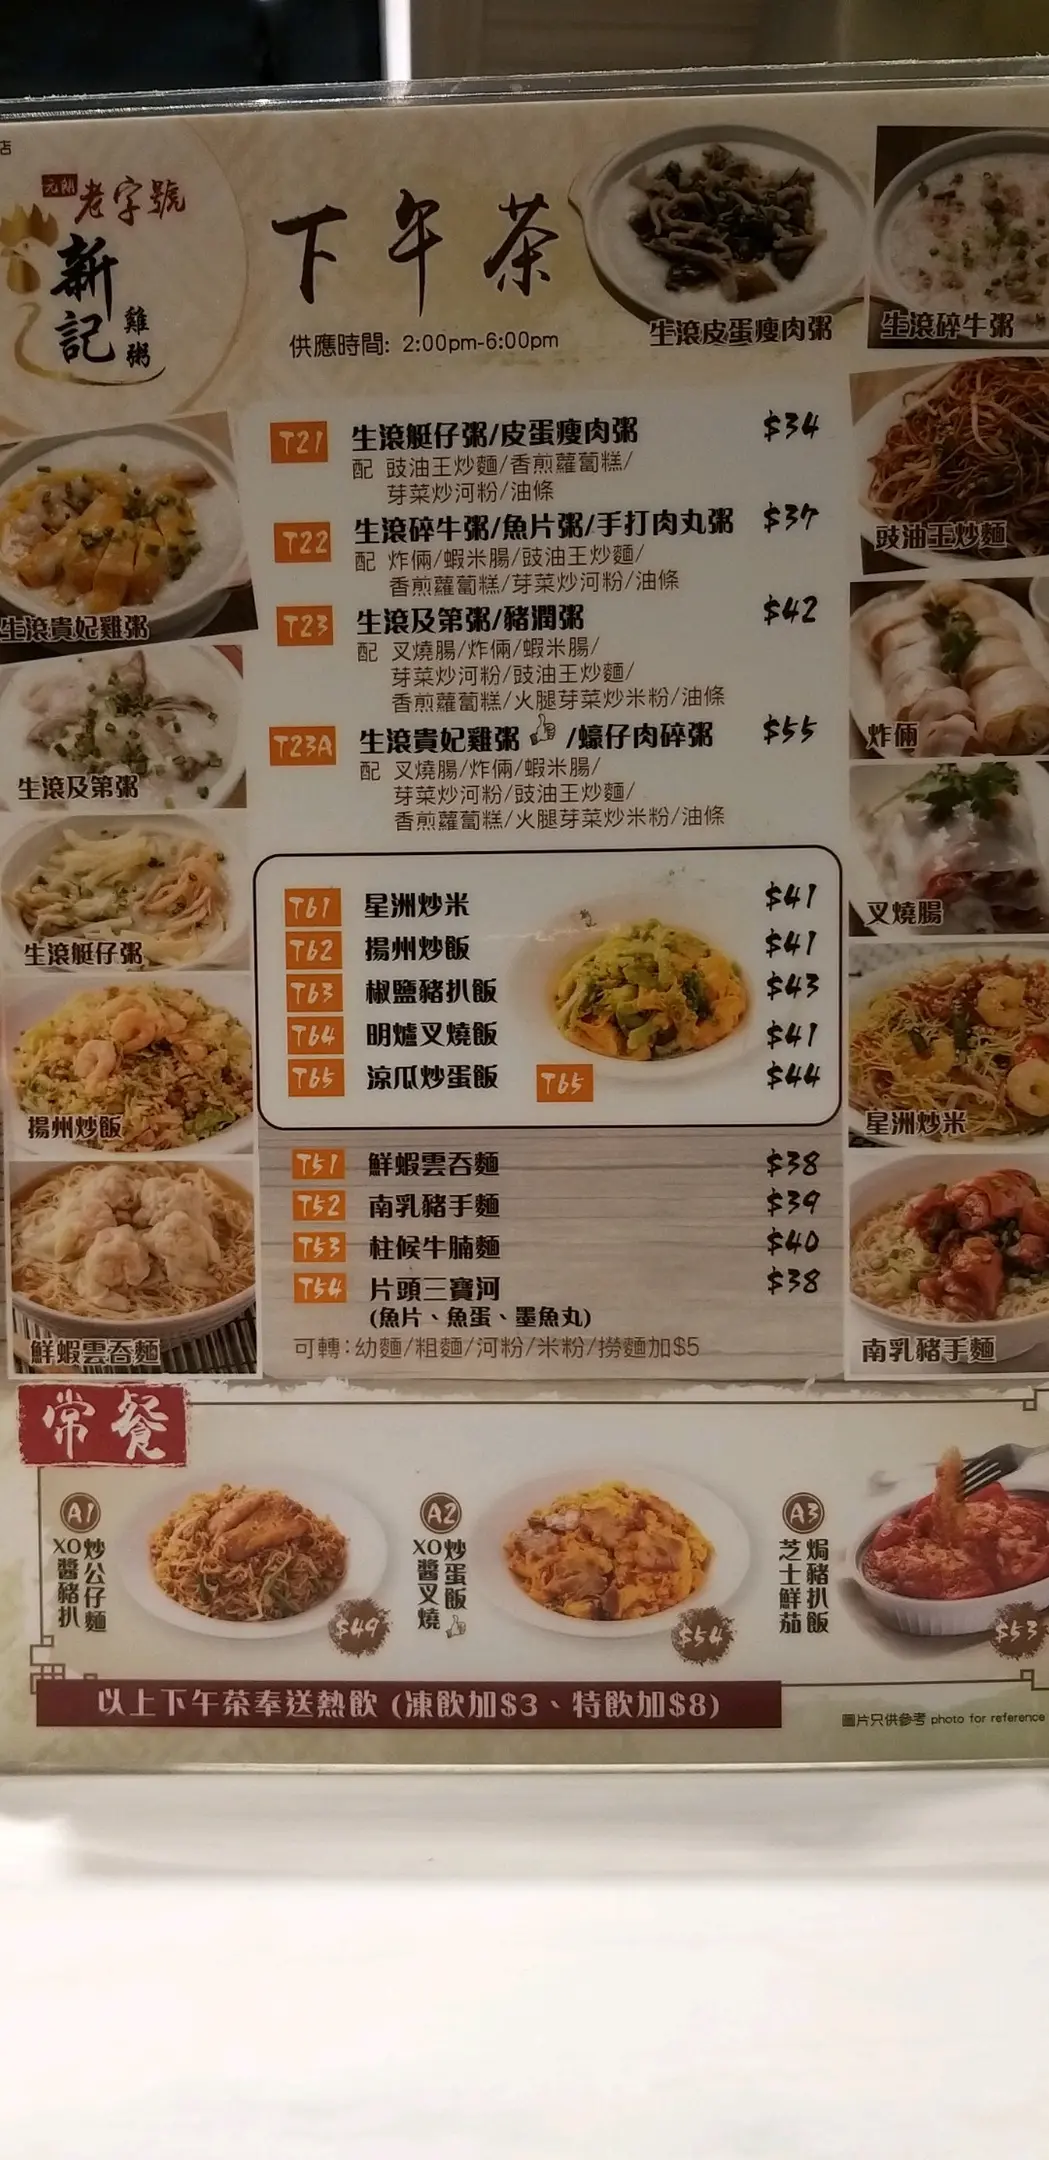 店
元朗 老字號
新記
雞粥
下午茶
供應時間: 2:00pm-6:00pm
生滾皮蛋瘦肉粥
生滾碎牛粥
T21 生滾艇仔粥/皮蛋瘦肉粥 $34
配 豉油王炒麵/香煎蘿蔔糕/
芽菜炒河粉/油條
T22 生滾碎牛粥/魚片粥/手打肉丸粥 $37
配 炸倆/蝦米腸/豉油王炒麵/
香煎蘿蔔糕/芽菜炒河粉/油條
T23 生滾及第粥/豬潤粥 $42
配 叉燒腸/炸倆/蝦米腸/
芽菜炒河粉/豉油王炒麵/
香煎蘿蔔糕/火腿芽菜炒米粉/油條
T23A 生滾貴妃雞粥 /蠔仔肉碎粥 $55
配 叉燒腸/炸倆/蝦米腸/
芽菜炒河粉/豉油王炒麵/
香煎蘿蔔糕/火腿芽菜炒米粉/油條
生滾貴妃雞粥
生滾及第粥
生滾艇仔粥
揚州炒飯
鮮蝦雲吞麵
豉油王炒麵
炸倆
叉燒腸
星洲炒米
南乳豬手麵
T61 星洲炒米 $41
T62 揚州炒飯 $41
T63 椒鹽豬扒飯 $43
T64 明爐叉燒飯 $41
T65 涼瓜炒蛋飯 $44
T65
T51 鮮蝦雲吞麵 $38
T52 南乳豬手麵 $39
T53 柱候牛腩麵 $40
T54 片頭三寶河 $38
(魚片、魚蛋、墨魚丸)
可轉:幼麵/粗麵/河粉/米粉/撈麵加$5
常餐
A1
XO醬豬扒
炒公仔麵
$49
A2
XO醬叉燒
炒蛋飯
$54
A3
芝士鮮茄
焗豬扒飯
$53
以上下午茶奉送熱飲 (凍飲加$3、特飲加$8)
圖片只供參考 photo for reference